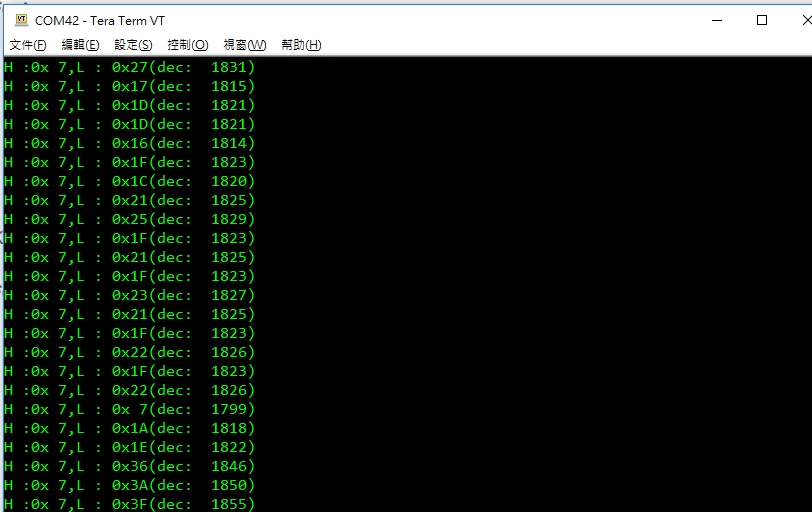 COM42 - Tera Term VT
文件(F) 編輯(E) 設定(S) 控制(O) 視窗(W) 幫助(H)
H :0x 7,L : 0x27(dec:  1831)
H :0x 7,L : 0x17(dec:  1815)
H :0x 7,L : 0x1D(dec:  1821)
H :0x 7,L : 0x1D(dec:  1821)
H :0x 7,L : 0x16(dec:  1814)
H :0x 7,L : 0x1F(dec:  1823)
H :0x 7,L : 0x1C(dec:  1820)
H :0x 7,L : 0x21(dec:  1825)
H :0x 7,L : 0x25(dec:  1829)
H :0x 7,L : 0x1F(dec:  1823)
H :0x 7,L : 0x21(dec:  1825)
H :0x 7,L : 0x1F(dec:  1823)
H :0x 7,L : 0x23(dec:  1827)
H :0x 7,L : 0x21(dec:  1825)
H :0x 7,L : 0x1F(dec:  1823)
H :0x 7,L : 0x22(dec:  1826)
H :0x 7,L : 0x1F(dec:  1823)
H :0x 7,L : 0x22(dec:  1826)
H :0x 7,L : 0x 7(dec:  1799)
H :0x 7,L : 0x1A(dec:  1818)
H :0x 7,L : 0x1E(dec:  1822)
H :0x 7,L : 0x36(dec:  1846)
H :0x 7,L : 0x3A(dec:  1850)
H :0x 7,L : 0x3F(dec:  1855)